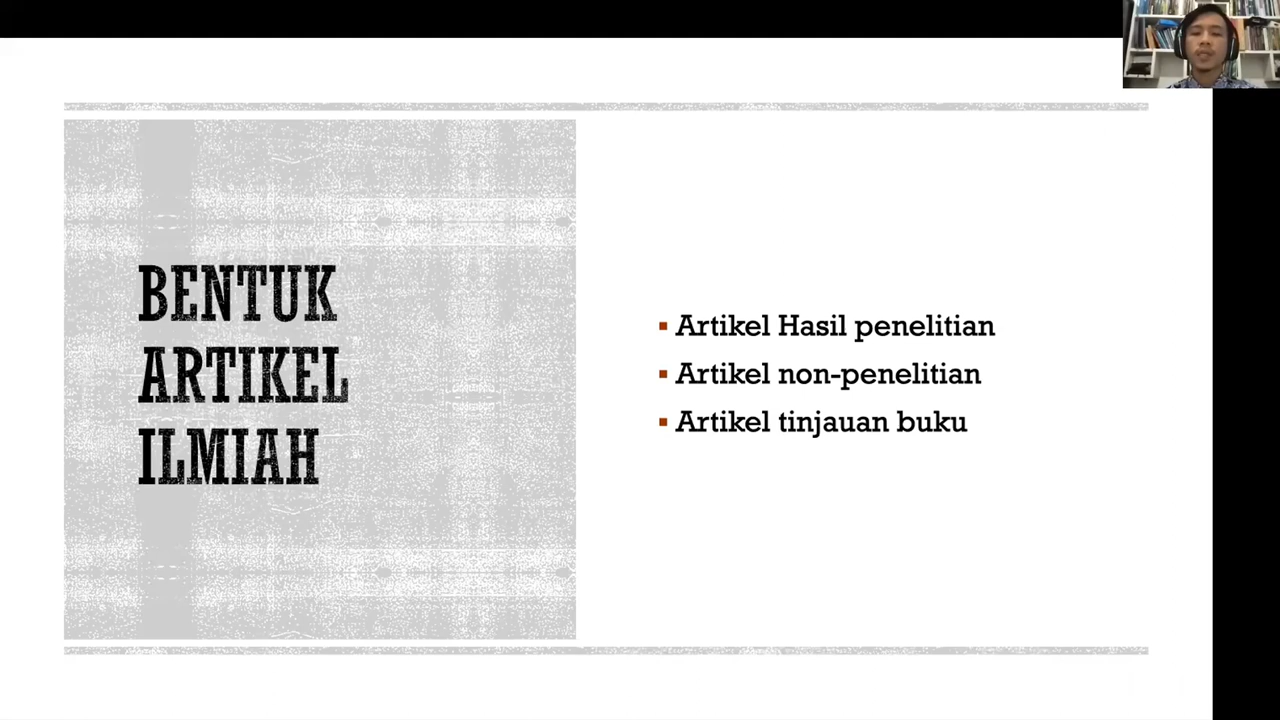 BENTUK
ARTIKEL
ILMIAH
▪ Artikel Hasil penelitian
▪ Artikel non-penelitian
▪ Artikel tinjauan buku